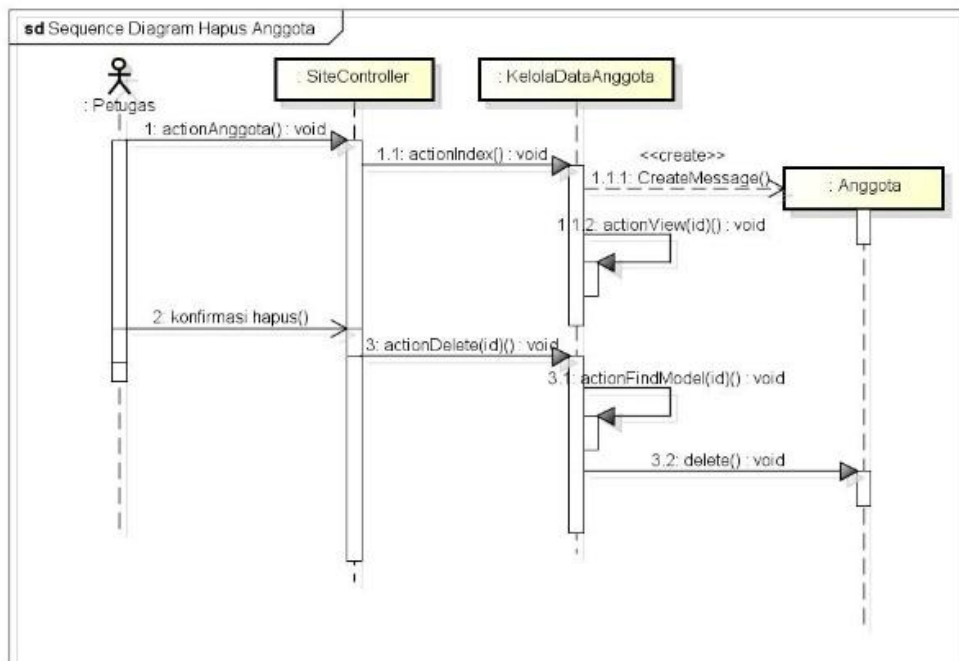 sd Sequence Diagram Hapus Anggota
: Petugas
: SiteController
: KelolaDataAnggota
1: actionAnggota() : void
1.1: actionIndex() : void
<<create>>
1.1.1: CreateMessage()
: Anggota
1.1.2: actionView(id)() : void
2: konfirmasi hapus()
3: actionDelete(id)() : void
3.1: actionFindModel(id)() : void
3.2: delete() : void